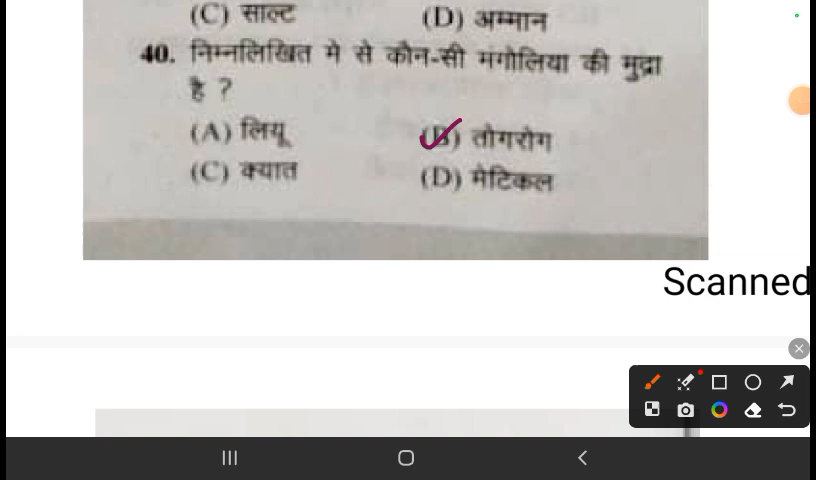 (C) साल्ट (D) अम्मान
40. निम्नलिखित मे से कौन-सी मंगोलिया की मुद्रा
है ?
(A) लियू (B) तोगरोग
(C) क्यात (D) मेटिकल
Scanned